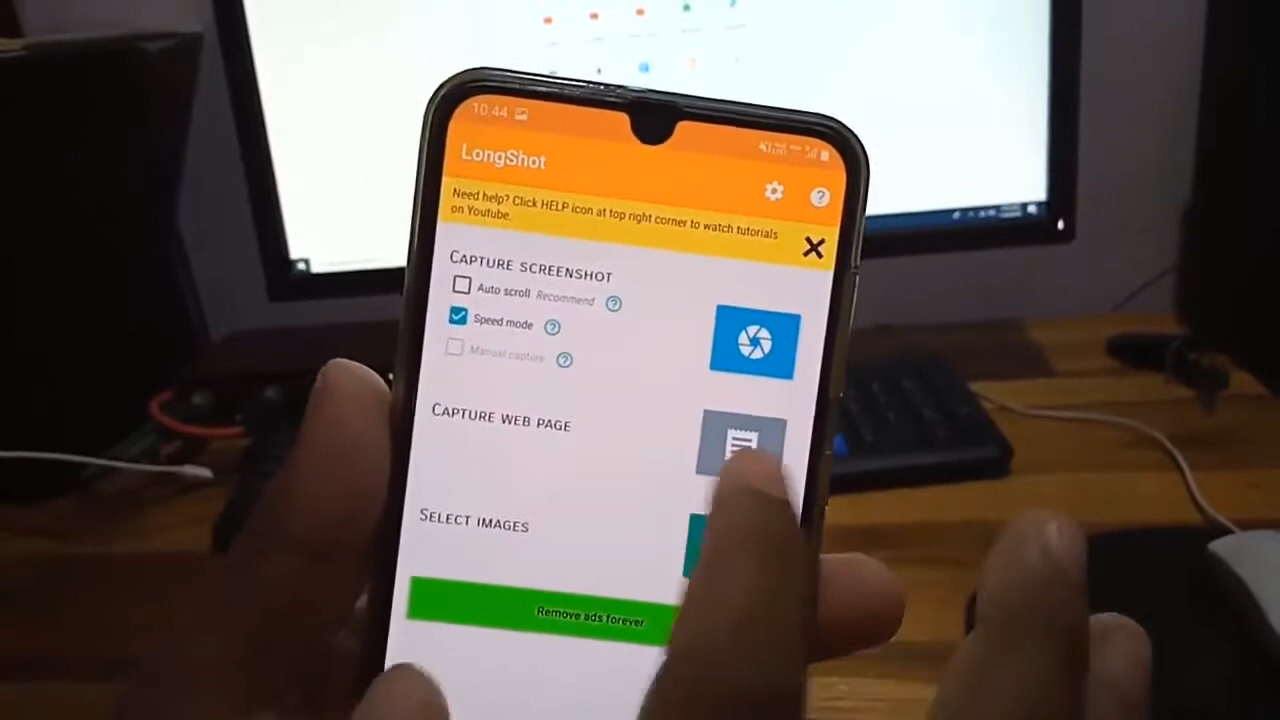 10:44
LongShot
Need help? Click HELP icon at top right corner to watch tutorials
on Youtube.
CAPTURE SCREENSHOT
Auto scroll Recommend
Speed mode
Manual capture
CAPTURE WEB PAGE
SELECT IMAGES
Remove ads forever